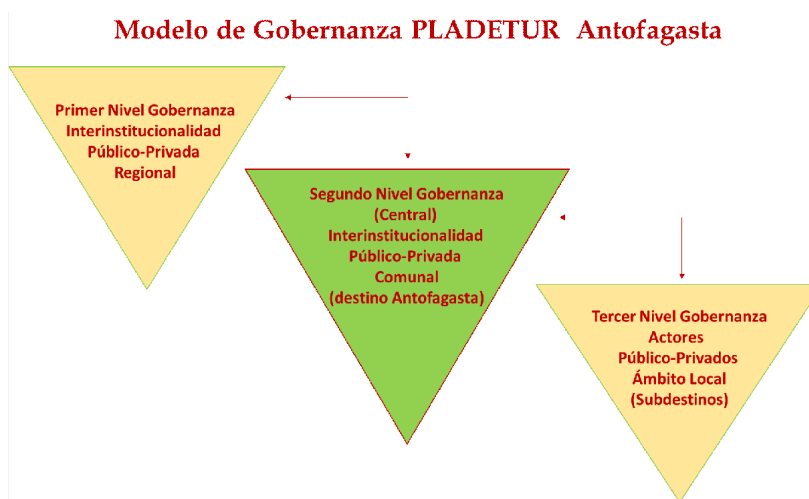 Modelo de Gobernanza PLADETUR Antofagasta
Primer Nivel Gobernanza
Interinstitucionalidad
Público-Privada
Regional
Segundo Nivel Gobernanza
(Central)
Interinstitucionalidad
Público-Privada
Comunal
(destino Antofagasta)
Tercer Nivel Gobernanza
Actores
Público-Privados
Ámbito Local
(Subdestinos)